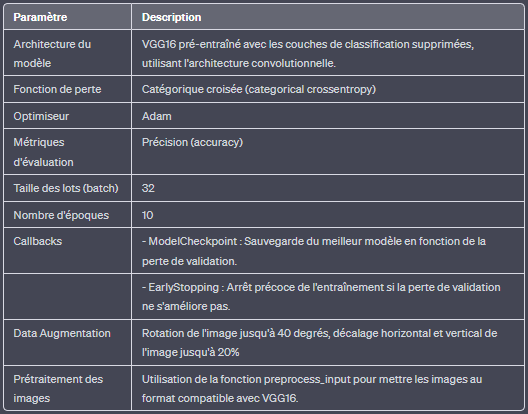 Paramètre Description
Architecture du modèle
VGG16 pré-entraîné avec les couches de classification supprimées,
utilisant l'architecture convolutionnelle.
Fonction de perte Catégorique croisée (categorical crossentropy)
Optimiseur Adam
Métriques d'évaluation
Précision (accuracy)
Taille des lots (batch) 32
Nombre d'époques 10
Callbacks - ModelCheckpoint : Sauvegarde du meilleur modèle en fonction de la
perte de validation.
- EarlyStopping : Arrêt précoce de l'entraînement si la perte de validation
ne s'améliore pas.
Data Augmentation Rotation de l'image jusqu'à 40 degrés, décalage horizontal et vertical de
l'image jusqu'à 20%
Prétraitement des images
Utilisation de la fonction preprocess_input pour mettre les images au
format compatible avec VGG16.